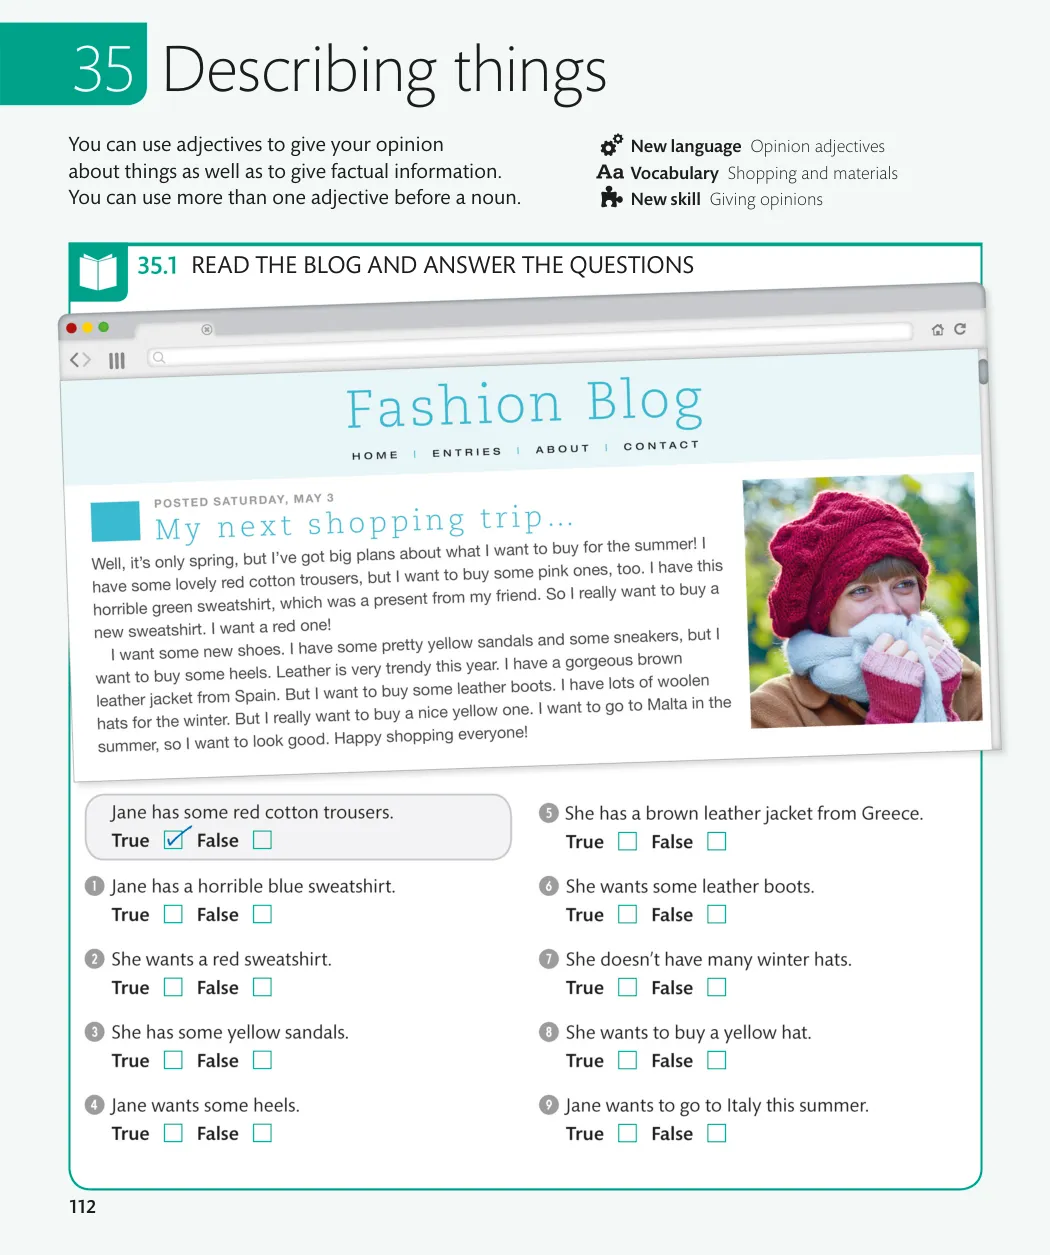 35 Describing things
You can use adjectives to give your opinion
about things as well as to give factual information.
You can use more than one adjective before a noun.
New language Opinion adjectives
Aa Vocabulary Shopping and materials
New skill Giving opinions
35.1 READ THE BLOG AND ANSWER THE QUESTIONS
Fashion Blog
HOME | ENTRIES | ABOUT | CONTACT
POSTED SATURDAY, MAY 3
My next shopping trip...
Well, it's only spring, but I've got big plans about what I want to buy for the summer! I
have some lovely red cotton trousers, but I want to buy some pink ones, too. I have this
horrible green sweatshirt, which was a present from my friend. So I really want to buy a
new sweatshirt. I want a red one!
I want some new shoes. I have some pretty yellow sandals and some sneakers, but I
want to buy some heels. Leather is very trendy this year. I have a gorgeous brown
leather jacket from Spain. But I want to buy some leather boots. I have lots of woolen
hats for the winter. But I really want to buy a nice yellow one. I want to go to Malta in the
summer, so I want to look good. Happy shopping everyone!
Jane has some red cotton trousers.
True False
1 Jane has a horrible blue sweatshirt.
True False
2 She wants a red sweatshirt.
True False
3 She has some yellow sandals.
True False
4 Jane wants some heels.
True False
5 She has a brown leather jacket from Greece.
True False
6 She wants some leather boots.
True False
7 She doesn't have many winter hats.
True False
8 She wants to buy a yellow hat.
True False
9 Jane wants to go to Italy this summer.
True False
112